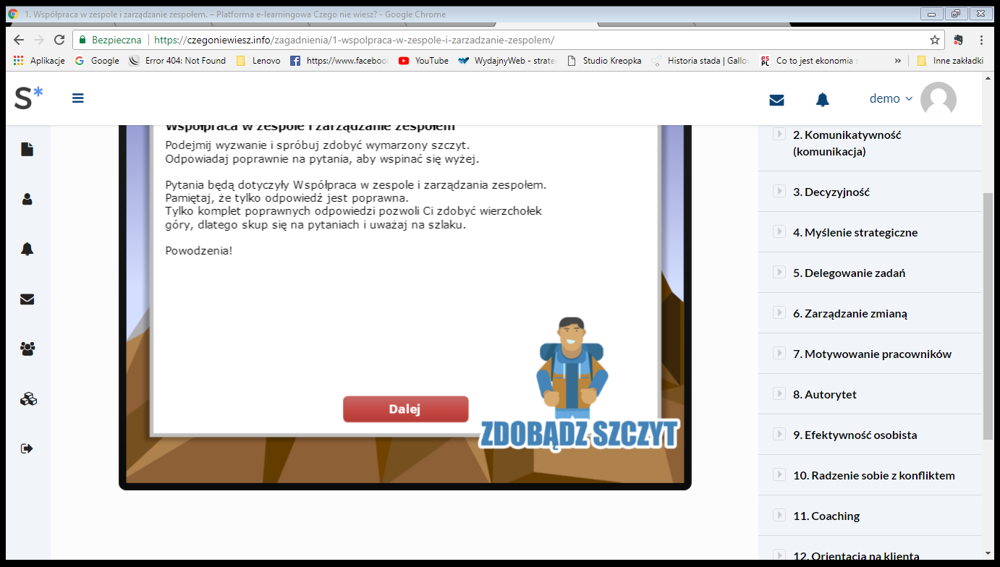 1. Współpraca w zespole i zarządzanie zespołem. – Platforma e-learningowa Czego nie wiesz? - Google Chrome
Bezpieczna
https://czegoniewiesz.info/zagadnienia/1-wspolpraca-w-zespole-i-zarzadzanie-zespolem/
Aplikacje
Google
Error 404: Not Found
Lenovo
https://www.faceboo
YouTube
WydajnyWeb - strate
Studio Kreopka
Historia stada | Gallo
es PL
Co to jest ekonomia s
»
Inne zakładki
S*
demo
Współpraca w zespole i zarządzanie zespołem
Podejmij wyzwanie i spróbuj zdobyć wymarzony szczyt.
Odpowiadaj poprawnie na pytania, aby wspinać się wyżej.
Pytania będą dotyczyły Współpraca w zespole i zarządzania zespołem.
Pamiętaj, że tylko odpowiedź jest poprawna.
Tylko komplet poprawnych odpowiedzi pozwoli Ci zdobyć wierzchołek
góry, dlatego skup się na pytaniach i uważaj na szlaku.
Powodzenia!
Dalej
ZDOBĄDZ SZCZYT
2. Komunikatywność
(komunikacja)
3. Decyzyjność
4. Myślenie strategiczne
5. Delegowanie zadań
6. Zarządzanie zmianą
7. Motywowanie pracowników
8. Autorytet
9. Efektywność osobista
10. Radzenie sobie z konfliktem
11. Coaching
12. Orientacja na klienta